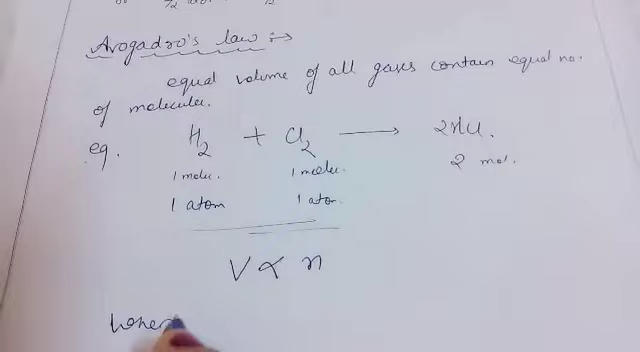 Avogadro's law :→
equal volume of all gases contain equal no.
of molecules.
eg. H₂ + Cl₂ ⟶ 2HCl.
1 molec. 1 molec. 2 mol.
1 atom 1 atom.
V ∝ n
wher